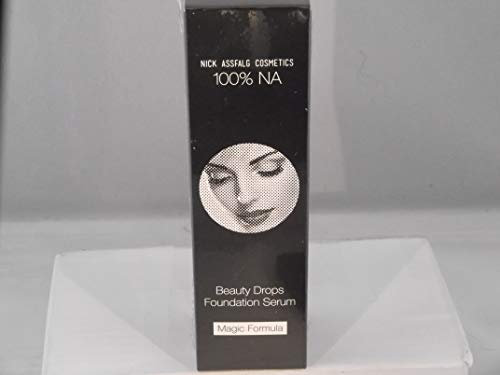 NICK ASSFALG COSMETICS
100% NA
Beauty Drops
Foundation Serum
Magic Formula